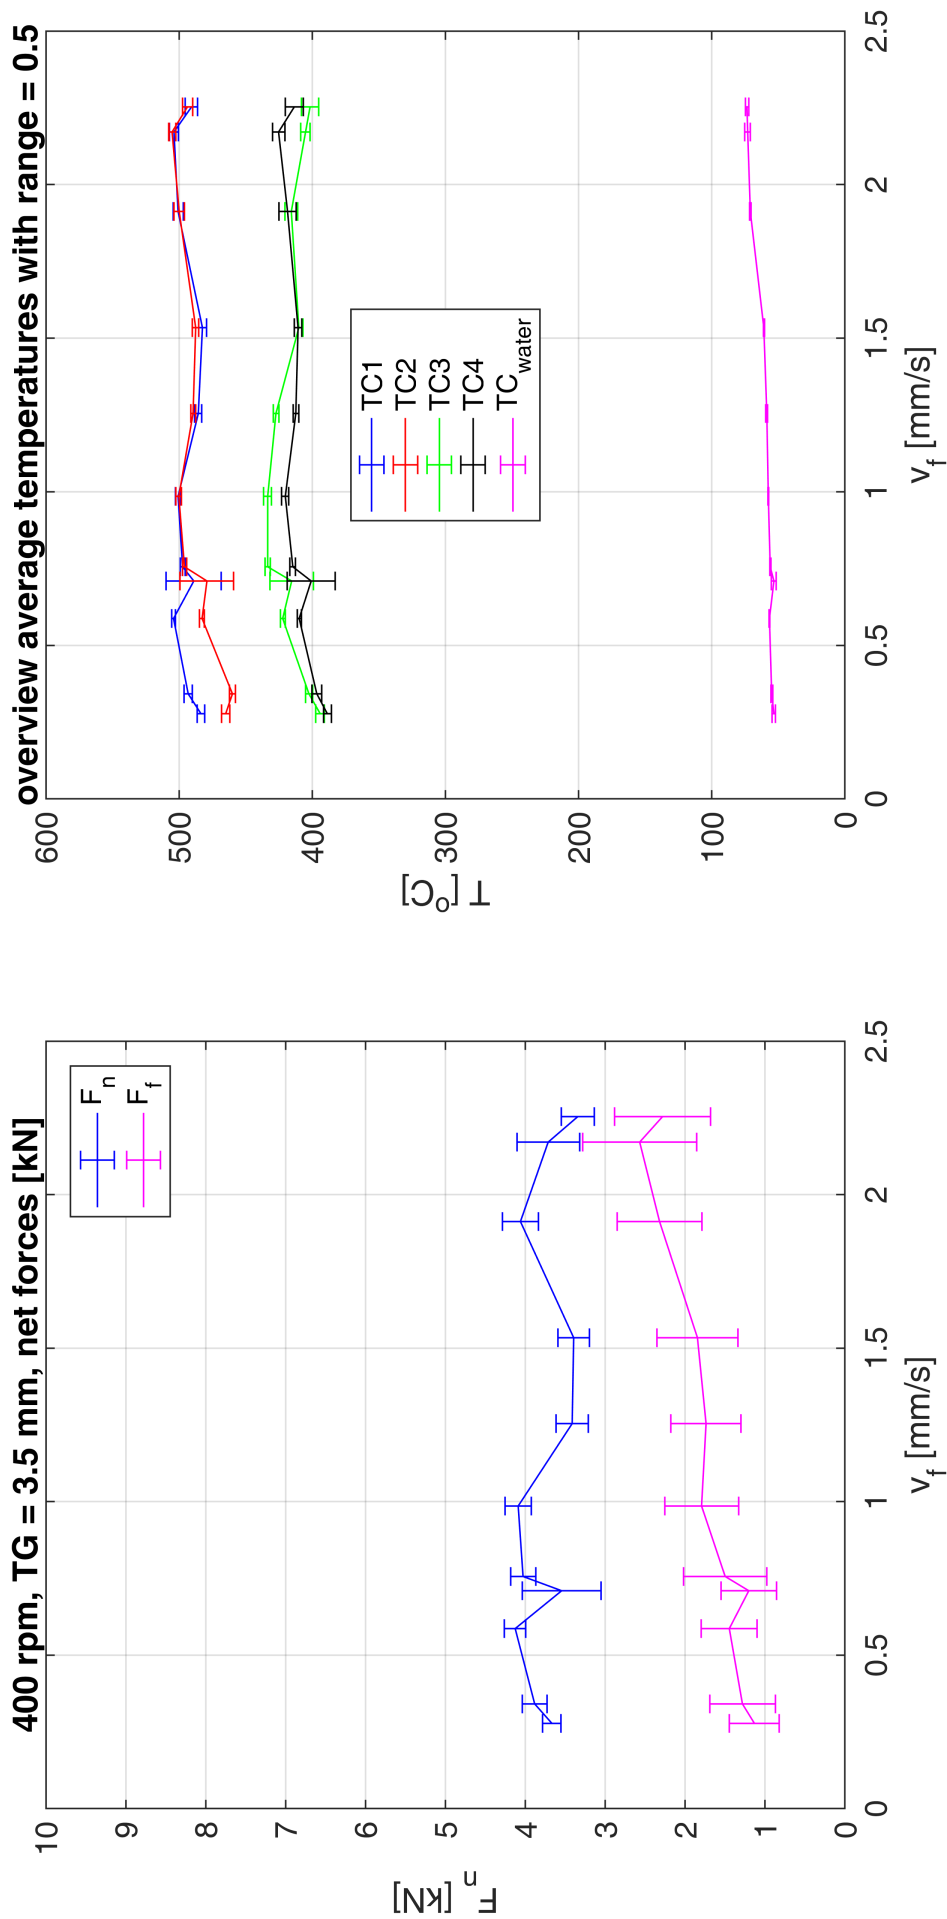 400 rpm, TG = 3.5 mm, net forces [kN]
10
9
8
7
6
5
4
3
2
1
0
F_n [kN]
0
0.5
1
1.5
2
2.5
v_f [mm/s]
F_n
F_f
overview average temperatures with range = 0.5
600
500
400
300
200
100
0
T [°C]
0
0.5
1
1.5
2
2.5
v_f [mm/s]
TC1
TC2
TC3
TC4
TC_water